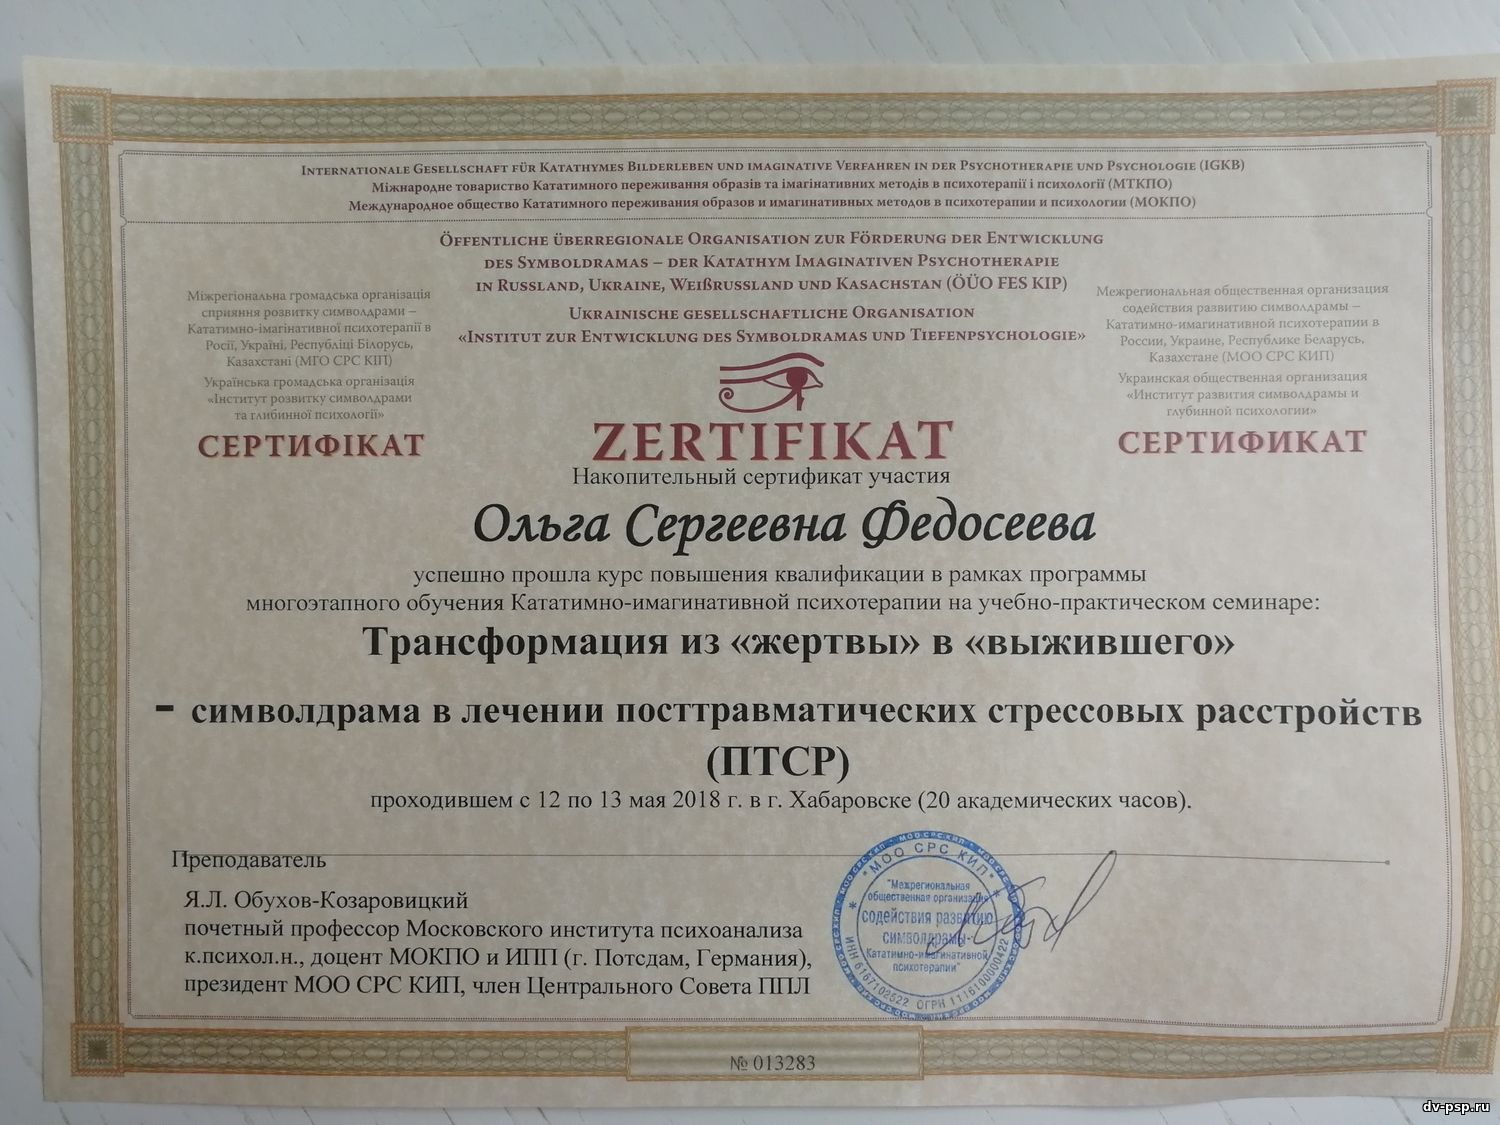 Internationale Gesellschaft für Katathymes Bilderleben und imaginative Verfahren in der Psychotherapie und Psychologie (IGKB)
Міжнародне товариство Кататимного переживання образів та імагінативних методів в психотерапії і психології (МТКПО)
Международное общество Кататимного переживания образов и имагинативных методов в психотерапии и психологии (МОКПО)
Öffentliche überregionale Organisation zur Förderung der Entwicklung
des Symboldramas – der Katathym Imaginativen Psychotherapie
in Russland, Ukraine, Weißrussland und Kasachstan (ÖÜO FES KIP)
Ukrainische gesellschaftliche Organisation
«Institut zur Entwicklung des Symboldramas und Tiefenpsychologie»
Міжрегіональна громадська організація
сприяння розвитку символдрами –
Кататимно-імагінативної психотерапії в
Росії, Україні, Республіці Білорусь,
Казахстані (МГО СРС КІП)
Українська громадська організація
«Інститут розвитку символдрами
та глибинної психології»
СЕРТИФІКАТ
Межрегиональная общественная организация
содействия развитию символдрамы –
Кататимно-имагинативной психотерапии в
России, Украине, Республике Беларусь,
Казахстане (МОО СРС КИП)
Украинская общественная организация
«Институт развития символдрамы и
глубинной психологии»
СЕРТИФИКАТ
ZERTIFIKAT
Накопительный сертификат участия
Ольга Сергеевна Федосеева
успешно прошла курс повышения квалификации в рамках программы
многоэтапного обучения Кататимно-имагинативной психотерапии на учебно-практическом семинаре:
Трансформация из «жертвы» в «выжившего»
- символдрама в лечении посттравматических стрессовых расстройств
(ПТСР)
проходившем с 12 по 13 мая 2018 г. в г. Хабаровске (20 академических часов).
Преподаватель
Я.Л. Обухов-Козаровицкий
почетный профессор Московского института психоанализа
к.психол.н., доцент МОКПО и ИПП (г. Потсдам, Германия),
президент МОО СРС КИП, член Центрального Совета ППЛ
"МОО СРС КИП"
"Межрегиональная
общественная организация
содействия развитию
символдрамы-
Кататимно-имагинативной
психотерапии"
ИНН 6167102522 ОГРН 1116100000422
№ 013283
dv-psp.ru